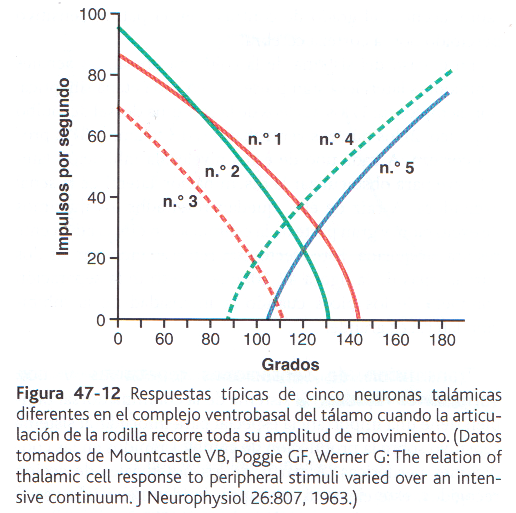 100
80
60
40
20
0
Impulsos por segundo
n.° 1
n.° 2
n.° 3
n.° 4
n.° 5
0 60 80 100 120 140 160 180
Grados
Figura 47-12 Respuestas típicas de cinco neuronas talámicas
diferentes en el complejo ventrobasal del tálamo cuando la articu-
lación de la rodilla recorre toda su amplitud de movimiento. (Datos
tomados de Mountcastle VB, Poggie GF, Werner G: The relation of
thalamic cell response to peripheral stimuli varied over an inten-
sive continuum. J Neurophysiol 26:807, 1963.)